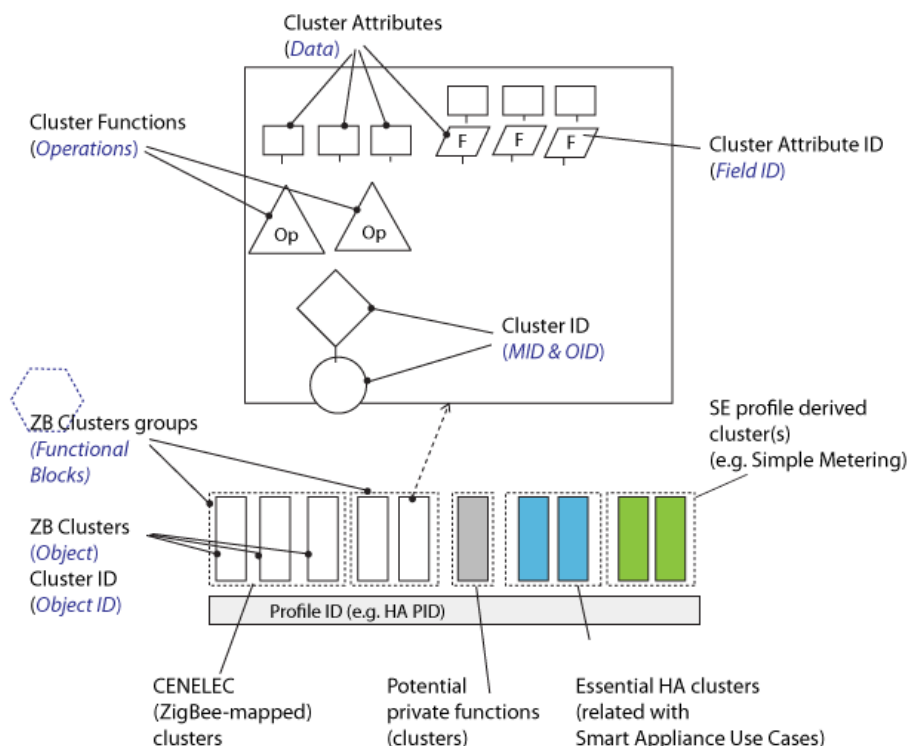 Cluster Attributes
(Data)
Cluster Functions
(Operations)
F
F
F
Cluster Attribute ID
(Field ID)
Op
Op
Cluster ID
(MID & OID)
ZB Clusters groups
(Functional
Blocks)
SE profile derived
cluster(s)
(e.g. Simple Metering)
ZB Clusters
(Object)
Cluster ID
(Object ID)
Profile ID (e.g. HA PID)
CENELEC
(ZigBee-mapped)
clusters
Potential
private functions
(clusters)
Essential HA clusters
(related with
Smart Appliance Use Cases)